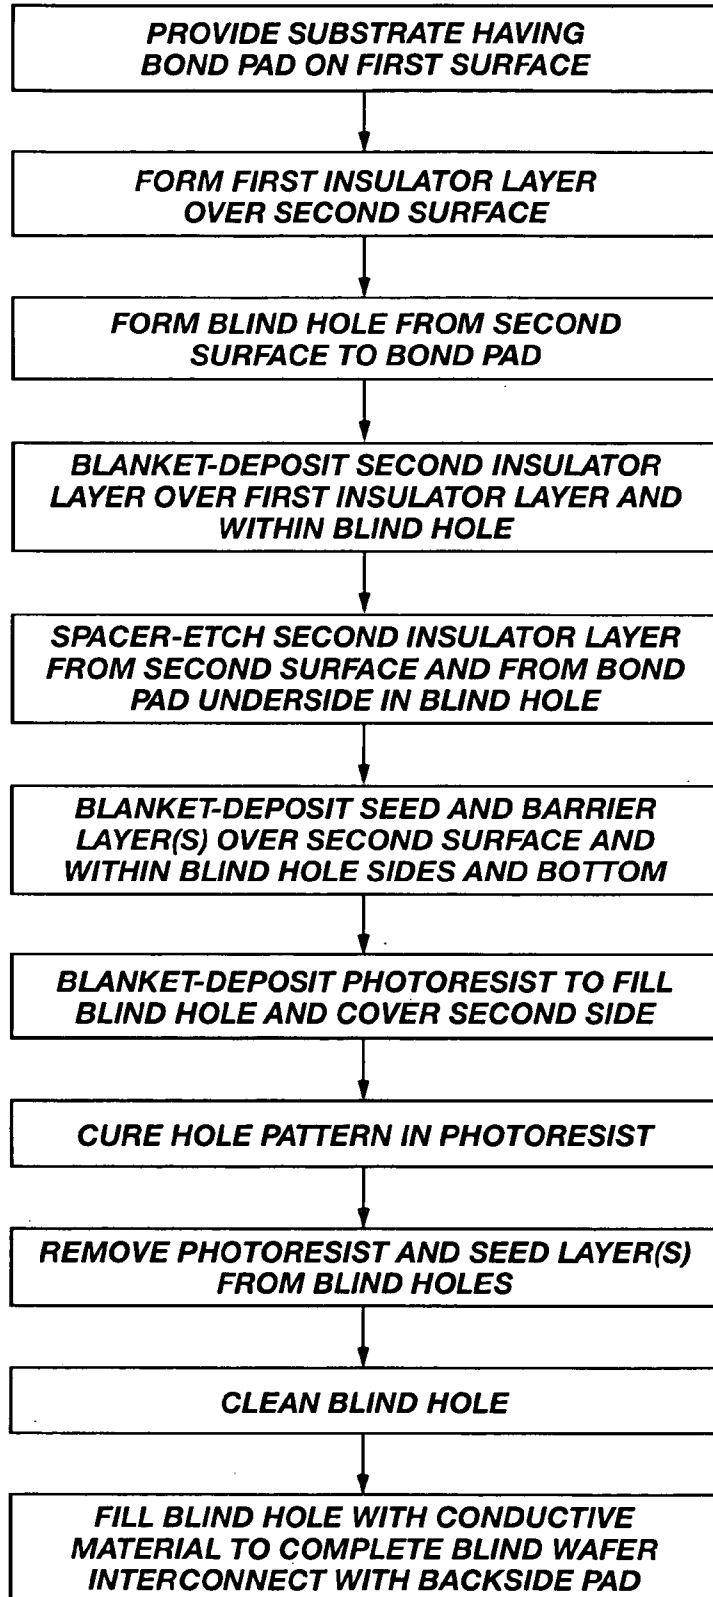 PROVIDE SUBSTRATE HAVING
BOND PAD ON FIRST SURFACE
FORM FIRST INSULATOR LAYER
OVER SECOND SURFACE
FORM BLIND HOLE FROM SECOND
SURFACE TO BOND PAD
BLANKET-DEPOSIT SECOND INSULATOR
LAYER OVER FIRST INSULATOR LAYER AND
WITHIN BLIND HOLE
SPACER-ETCH SECOND INSULATOR LAYER
FROM SECOND SURFACE AND FROM BOND
PAD UNDERSIDE IN BLIND HOLE
BLANKET-DEPOSIT SEED AND BARRIER
LAYER(S) OVER SECOND SURFACE AND
WITHIN BLIND HOLE SIDES AND BOTTOM
BLANKET-DEPOSIT PHOTORESIST TO FILL
BLIND HOLE AND COVER SECOND SIDE
CURE HOLE PATTERN IN PHOTORESIST
REMOVE PHOTORESIST AND SEED LAYER(S)
FROM BLIND HOLES
CLEAN BLIND HOLE
FILL BLIND HOLE WITH CONDUCTIVE
MATERIAL TO COMPLETE BLIND WAFER
INTERCONNECT WITH BACKSIDE PAD